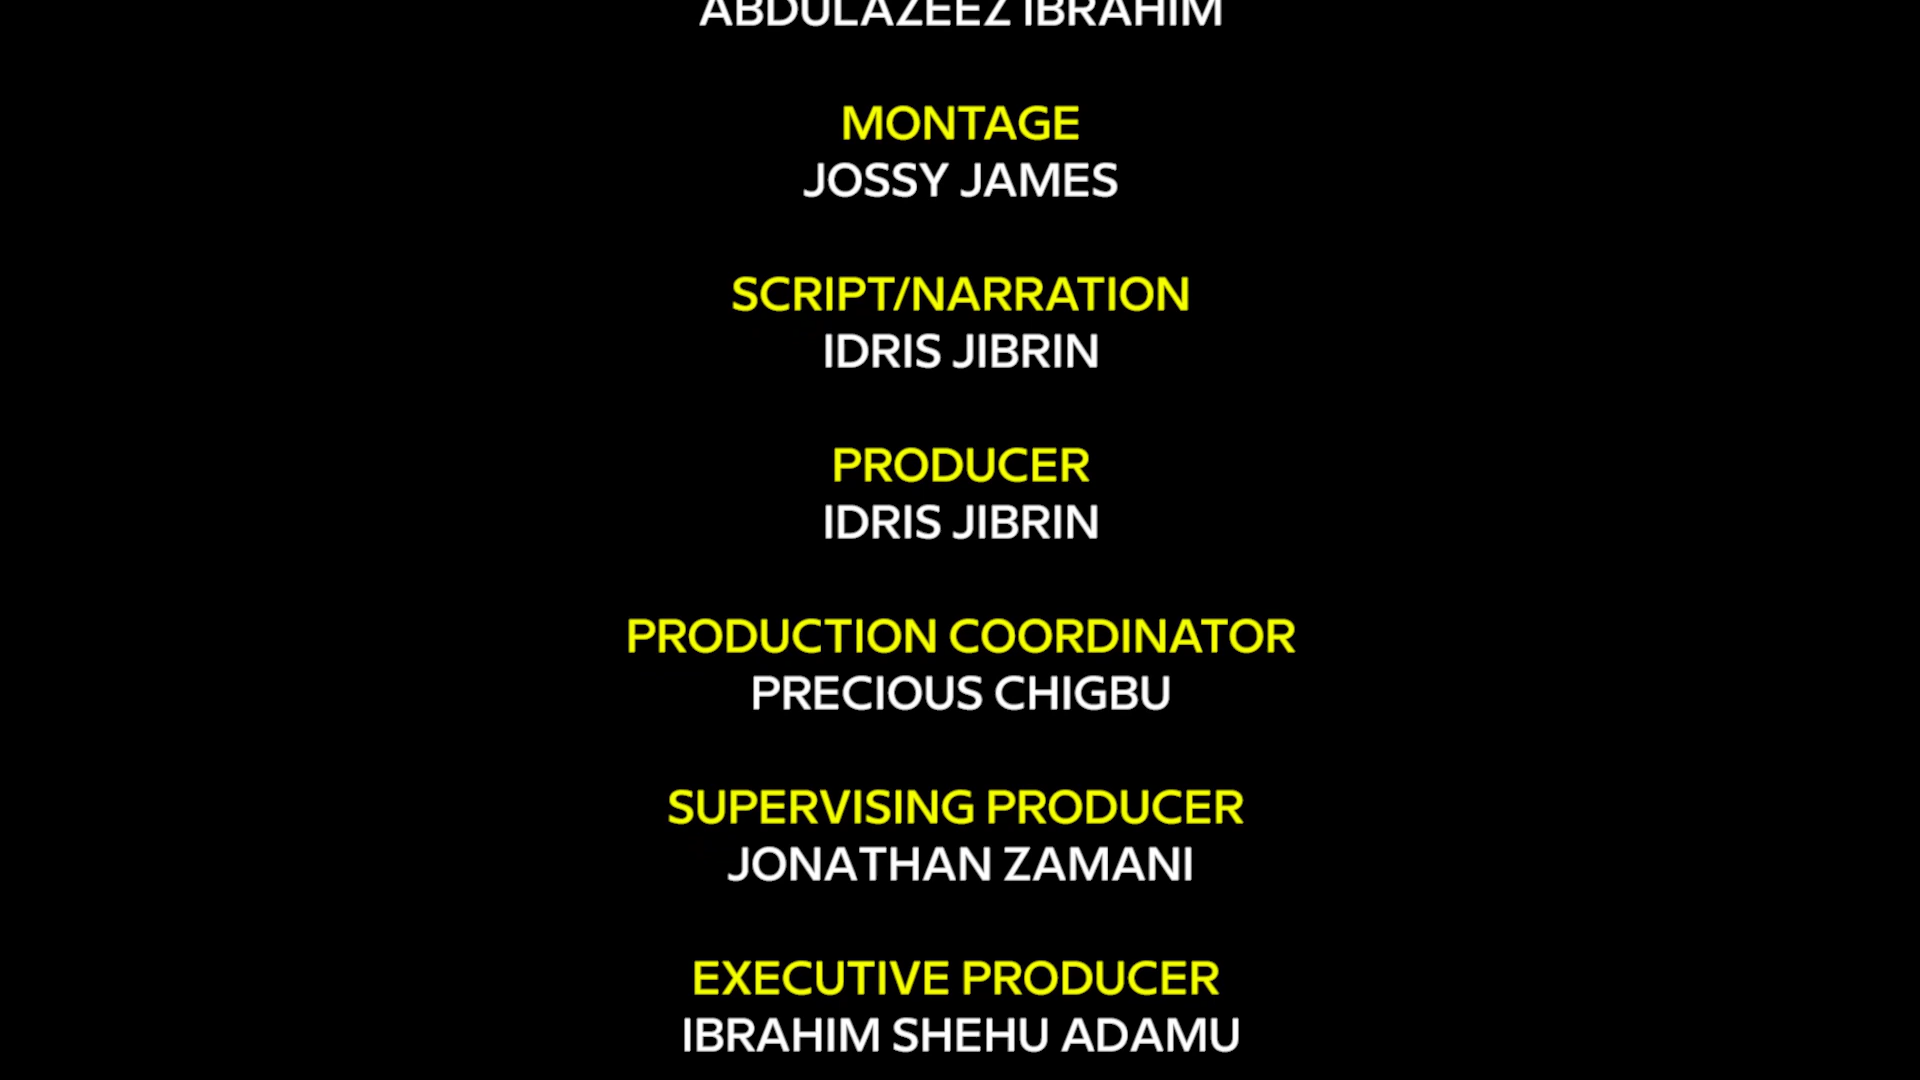 ABDULAZEEZ IBRAHIM
MONTAGE
JOSSY JAMES
SCRIPT/NARRATION
IDRIS JIBRIN
PRODUCER
IDRIS JIBRIN
PRODUCTION COORDINATOR
PRECIOUS CHIGBU
SUPERVISING PRODUCER
JONATHAN ZAMANI
EXECUTIVE PRODUCER
IBRAHIM SHEHU ADAMU